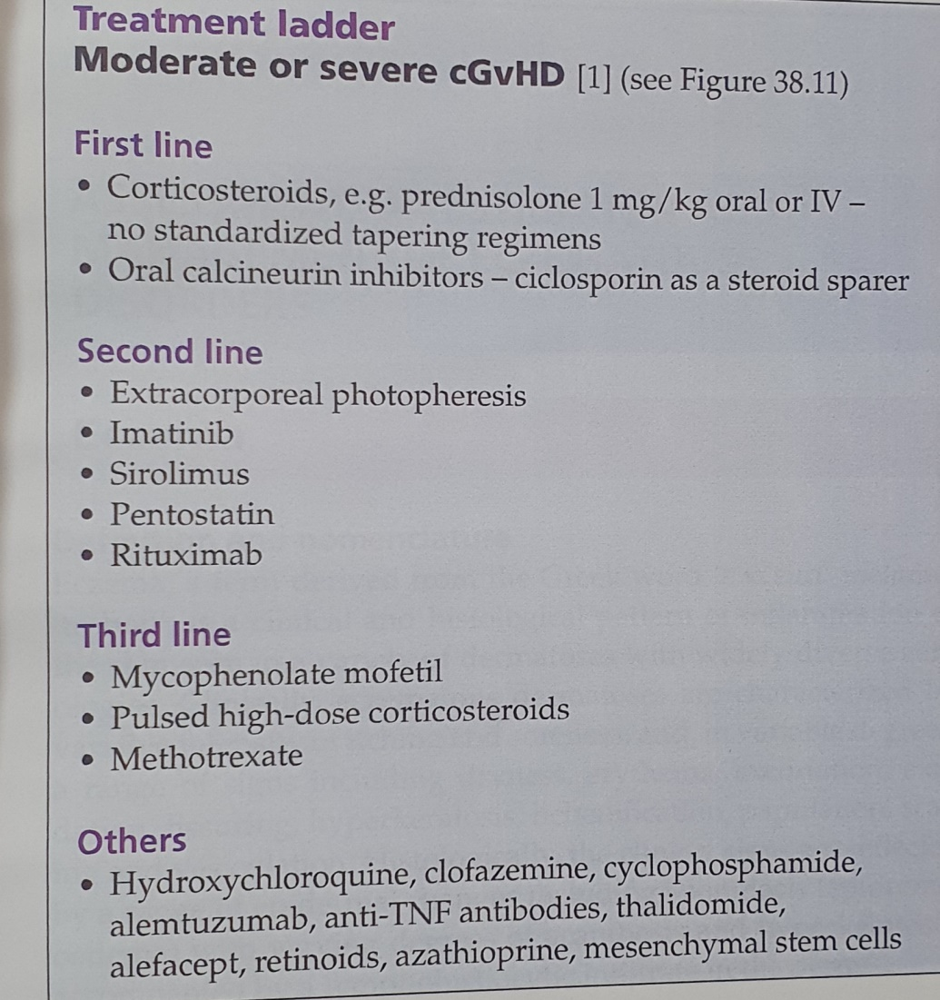 Treatment ladder
Moderate or severe cGvHD [1] (see Figure 38.11)
First line
• Corticosteroids, e.g. prednisolone 1 mg/kg oral or IV –
no standardized tapering regimens
• Oral calcineurin inhibitors – ciclosporin as a steroid sparer
Second line
• Extracorporeal photopheresis
• Imatinib
• Sirolimus
• Pentostatin
• Rituximab
Third line
• Mycophenolate mofetil
• Pulsed high-dose corticosteroids
• Methotrexate
Others
• Hydroxychloroquine, clofazemine, cyclophosphamide,
alemtuzumab, anti-TNF antibodies, thalidomide,
alefacept, retinoids, azathioprine, mesenchymal stem cells